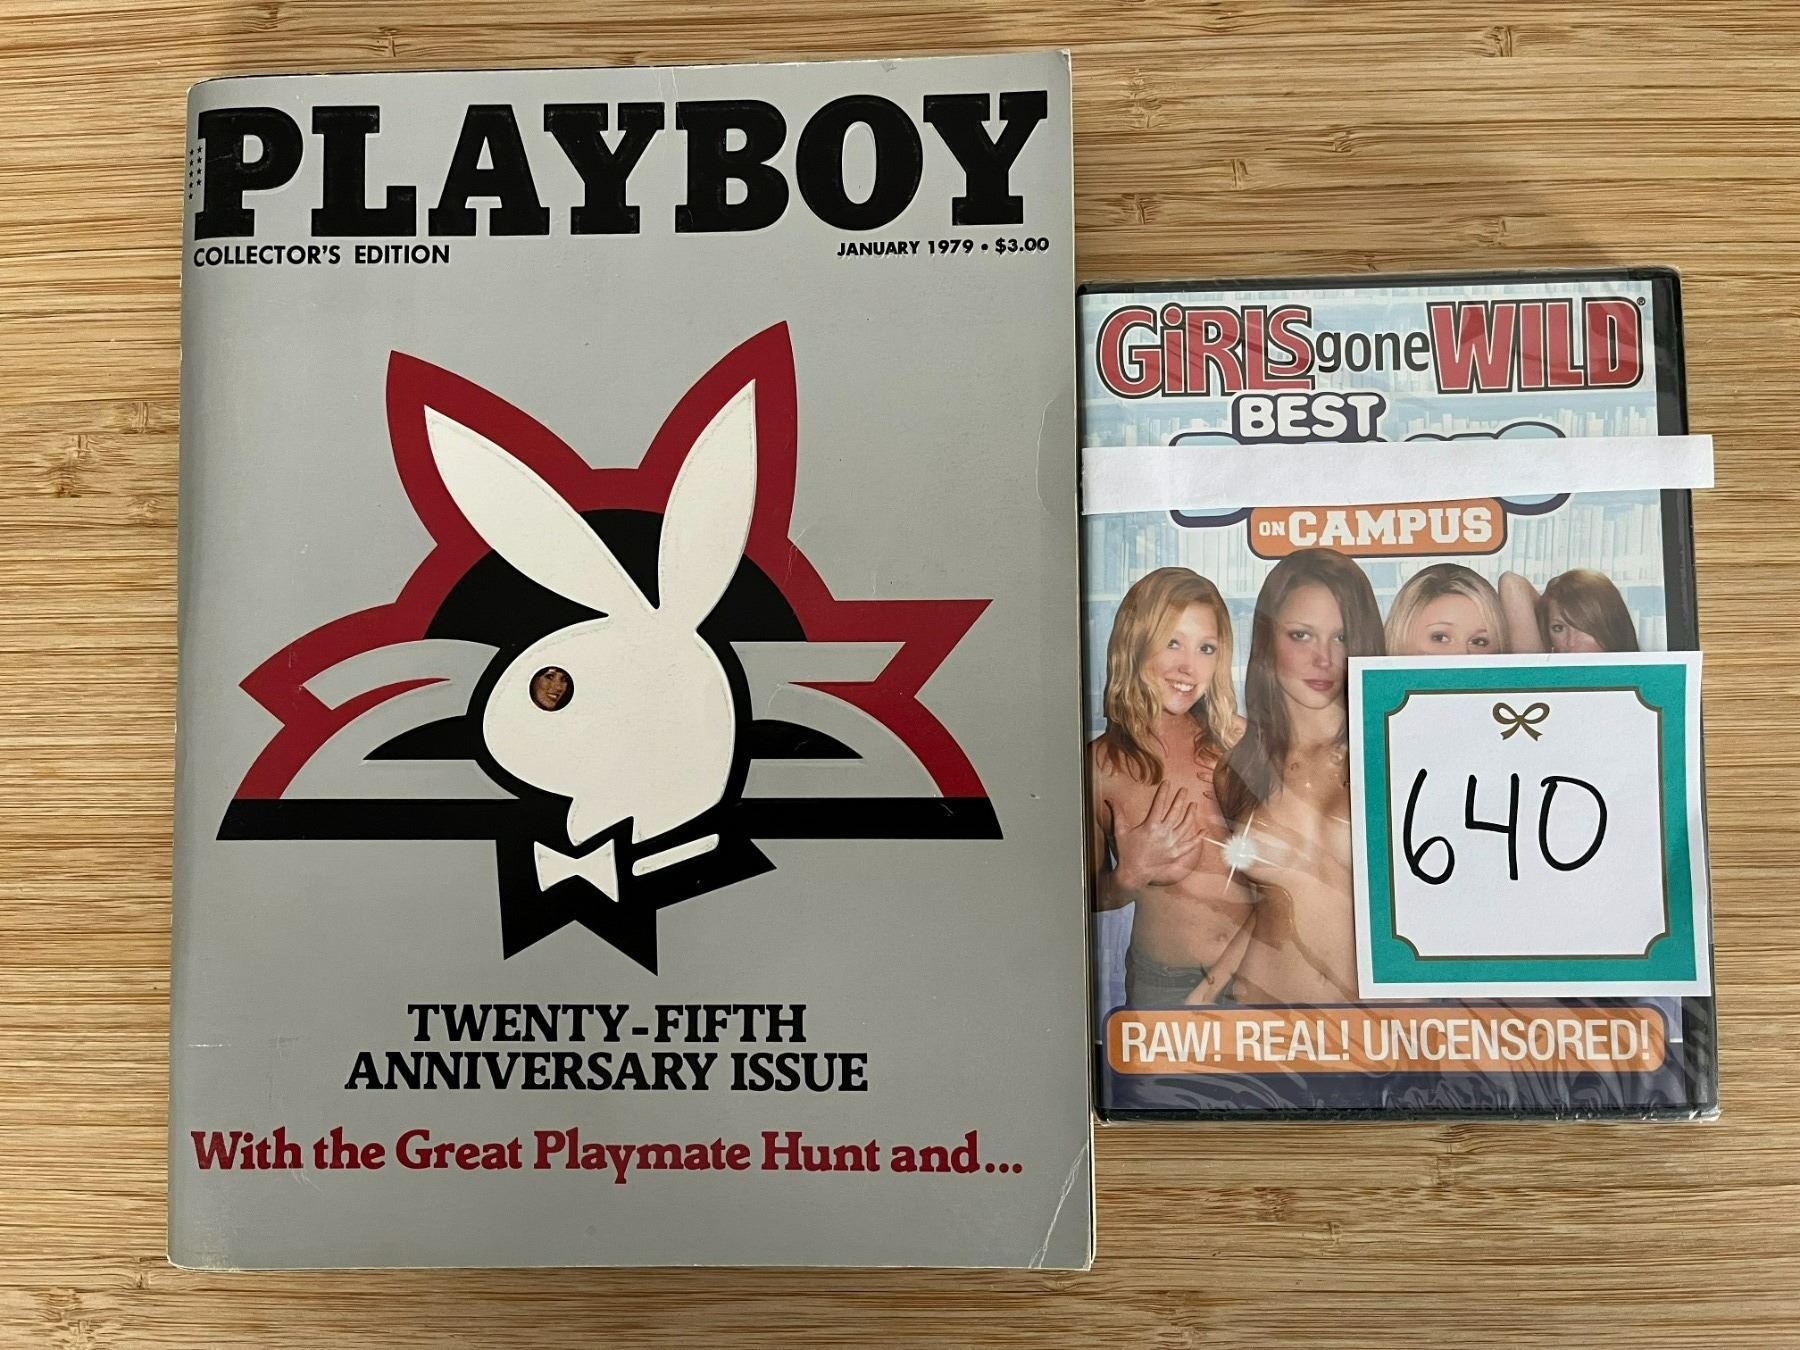 PLAYBOY
COLLECTOR'S EDITION
JANUARY 1979 • $3.00
TWENTY-FIFTH
ANNIVERSARY ISSUE
With the Great Playmate Hunt and...
GiRLS gone WILD®
BEST
ON CAMPUS
640
RAW! REAL! UNCENSORED!